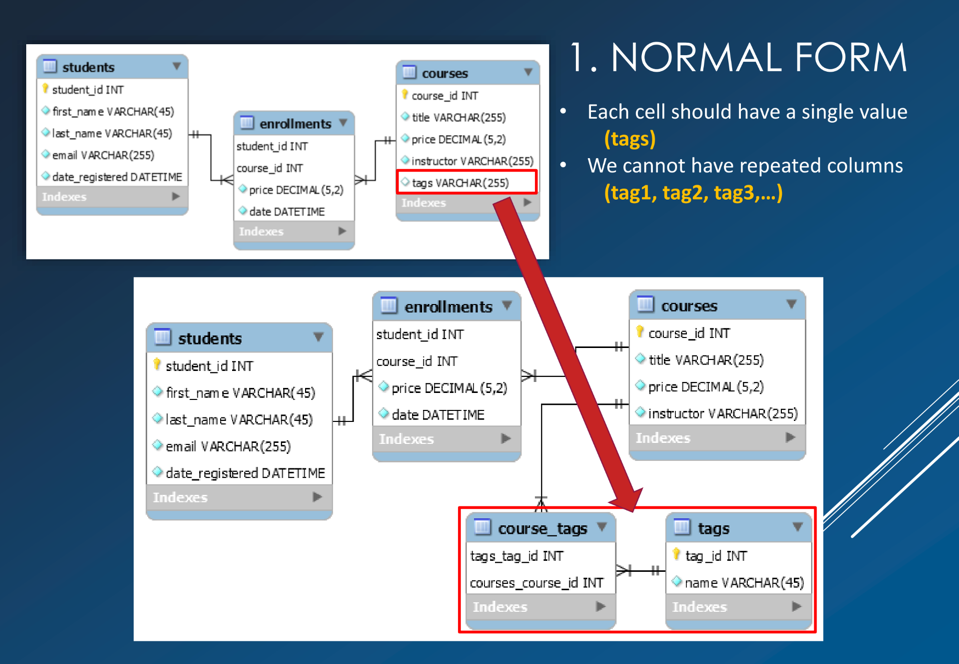 1. NORMAL FORM
• Each cell should have a single value
(tags)
• We cannot have repeated columns
(tag1, tag2, tag3,...)
students
student_id INT
first_name VARCHAR(45)
last_name VARCHAR(45)
email VARCHAR(255)
date_registered DATETIME
Indexes
enrollments
student_id INT
course_id INT
price DECIMAL(5,2)
date DATETIME
Indexes
courses
course_id INT
title VARCHAR(255)
price DECIMAL(5,2)
instructor VARCHAR(255)
tags VARCHAR(255)
Indexes
students
student_id INT
first_name VARCHAR(45)
last_name VARCHAR(45)
email VARCHAR(255)
date_registered DATETIME
Indexes
enrollments
student_id INT
course_id INT
price DECIMAL(5,2)
date DATETIME
Indexes
courses
course_id INT
title VARCHAR(255)
price DECIMAL(5,2)
instructor VARCHAR(255)
Indexes
course_tags
tags_tag_id INT
courses_course_id INT
Indexes
tags
tag_id INT
name VARCHAR(45)
Indexes